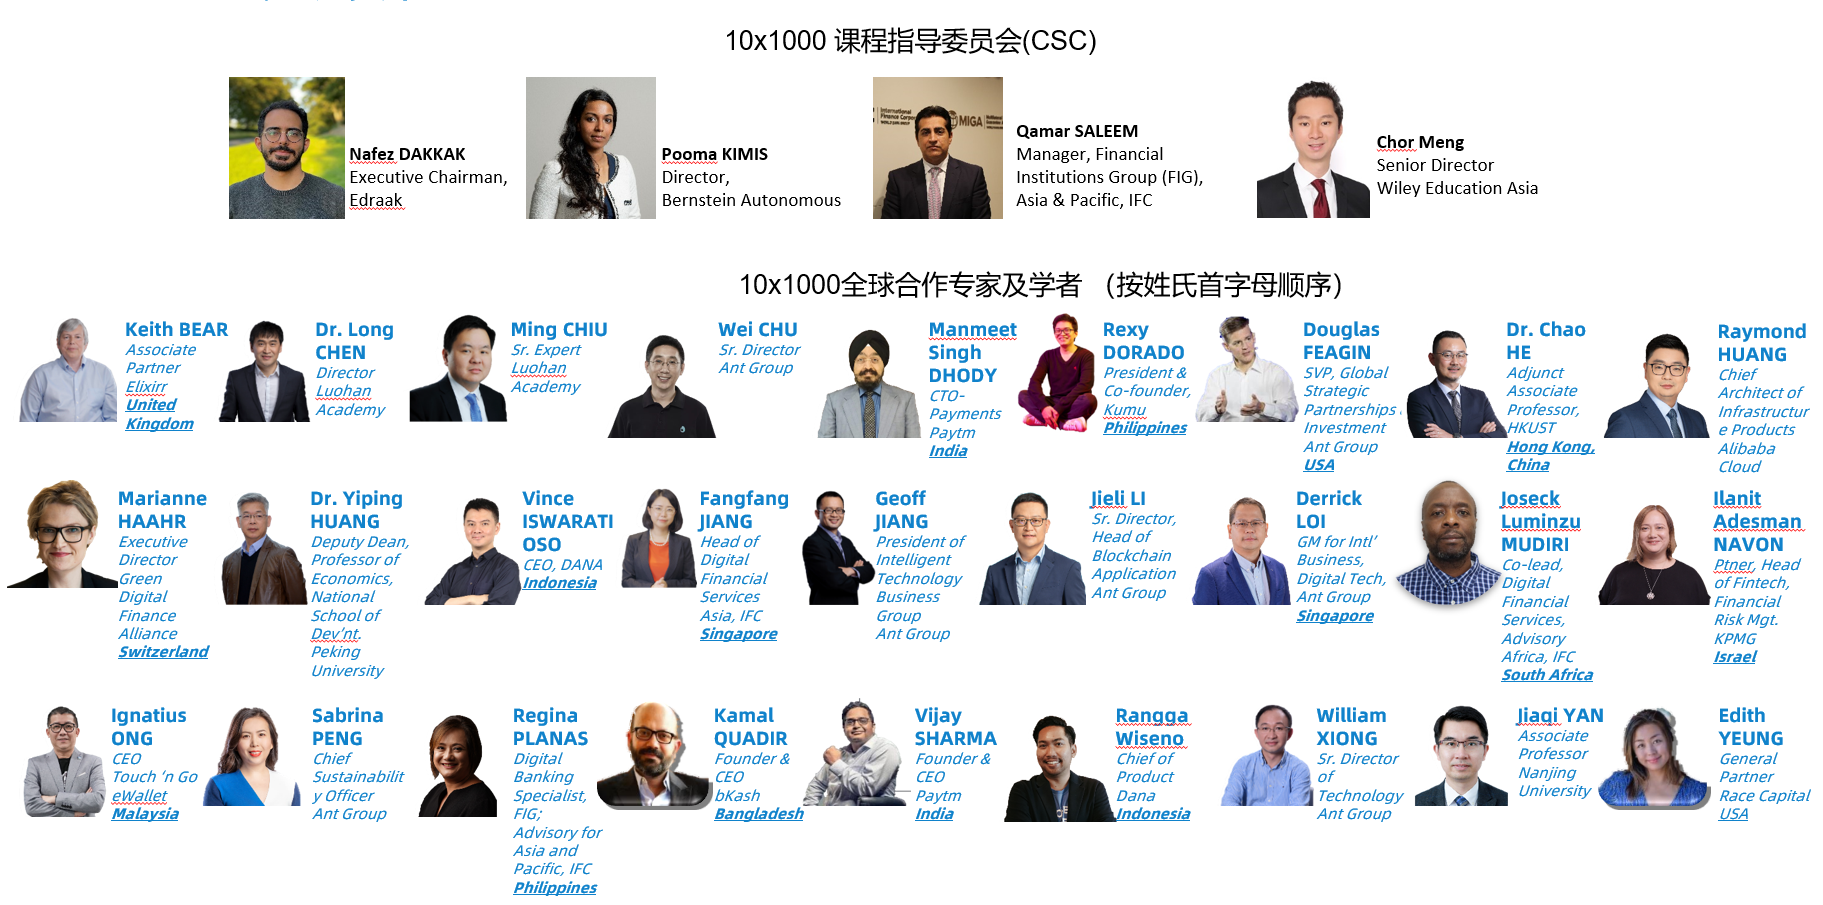 10x1000 课程指导委员会(CSC)
Nafez DAKKAK
Executive Chairman,
Edraak
Pooma KIMIS
Director,
Bernstein Autonomous
International
Finance Corpor
MIGA
Qamar SALEEM
Manager, Financial
Institutions Group (FIG),
Asia & Pacific, IFC
Chor Meng
Senior Director
Wiley Education Asia
10x1000全球合作专家及学者 （按姓氏首字母顺序）
Keith BEAR
Associate
Partner
Elixirr
United
Kingdom
Dr. Long
CHEN
Director
Luohan
Academy
Ming CHIU
Sr. Expert
Luohan
Academy
Wei CHU
Sr. Director
Ant Group
Manmeet
Singh
DHODY
CTO-
Payments
Paytm
India
Rexy
DORADO
President &
Co-founder,
Kumu
Philippines
Douglas
FEAGIN
SVP, Global
Strategic
Partnerships
Investment
Ant Group
USA
Dr. Chao
HE
Adjunct
Associate
Professor,
HKUST
Hong Kong,
China
Raymond
HUANG
Chief
Architect of
Infrastructur
e Products
Alibaba
Cloud
Marianne
HAAHR
Executive
Director
Green
Digital
Finance
Alliance
Switzerland
Dr. Yiping
HUANG
Deputy Dean,
Professor of
Economics,
National
School of
Dev’nt.
Peking
University
Vince
ISWARATI
OSO
CEO, DANA
Indonesia
Fangfang
JIANG
Head of
Digital
Financial
Services
Asia, IFC
Singapore
Geoff
JIANG
President of
Intelligent
Technology
Business
Group
Ant Group
Jieli LI
Sr. Director,
Head of
Blockchain
Application
Ant Group
Derrick
LOI
GM for Intl’
Business,
Digital Tech,
Ant Group
Singapore
Joseck
Luminzu
MUDIRI
Co-lead,
Digital
Financial
Services,
Advisory
Africa, IFC
South Africa
Ilanit
Adesman
NAVON
Ptner, Head
of Fintech,
Financial
Risk Mgt.
KPMG
Israel
Ignatius
ONG
CEO
Touch ’n Go
eWallet
Malaysia
Sabrina
PENG
Chief
Sustainabilit
y Officer
Ant Group
Regina
PLANAS
Digital
Banking
Specialist,
FIG;
Advisory for
Asia and
Pacific, IFC
Philippines
Kamal
QUADIR
Founder &
CEO
bKash
Bangladesh
Vijay
SHARMA
Founder &
CEO
Paytm
India
Rangga
Wiseno
Chief of
Product
Dana
Indonesia
William
XIONG
Sr. Director
of
Technology
Ant Group
Jiaqi YAN
Associate
Professor
Nanjing
University
Edith
YEUNG
General
Partner
Race Capital
USA